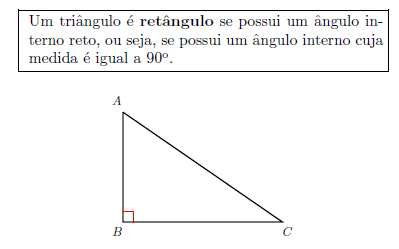 Um triângulo é retângulo se possui um ângulo in-
terno reto, ou seja, se possui um ângulo interno cuja
medida é igual a 90º.
A
B
C